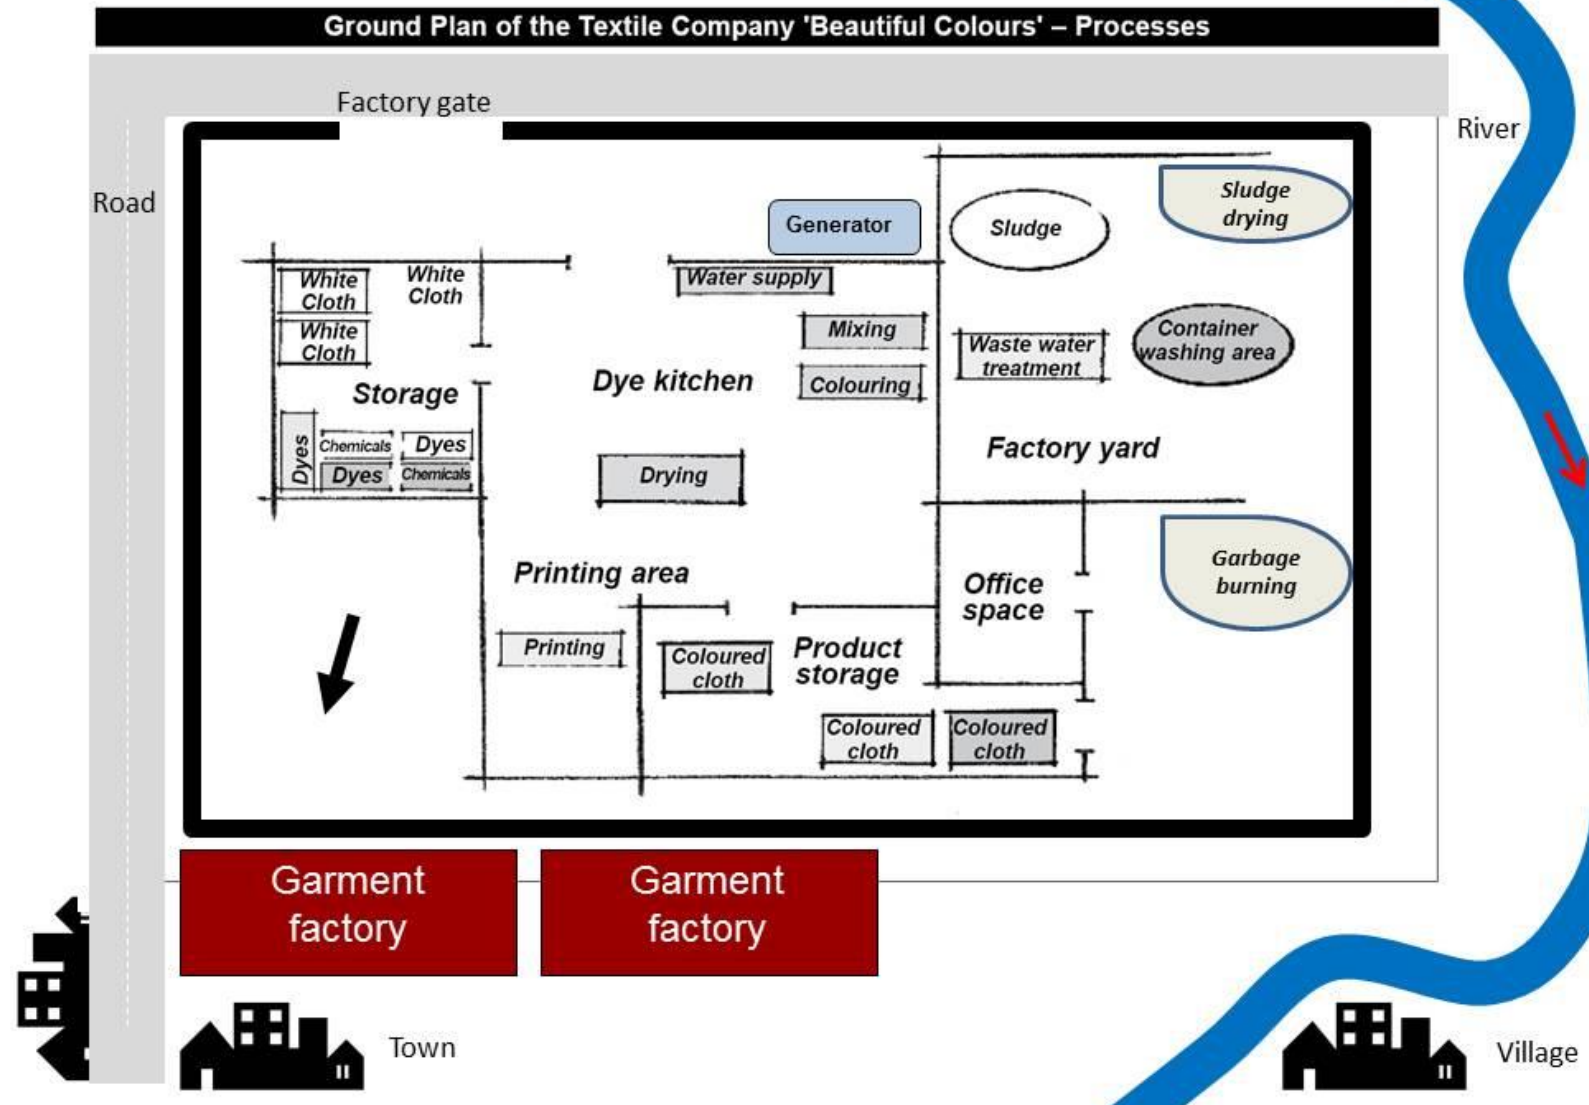 Ground Plan of the Textile Company 'Beautiful Colours' – Processes
Factory gate
River
Road
Sludge
drying
Generator
Sludge
White
Cloth
White
Cloth
White
Cloth
Water supply
Mixing
Colouring
Waste water
treatment
Container
washing area
Storage
Dye kitchen
Dyes
Chemicals
Dyes
Dyes
Chemicals
Drying
Factory yard
Printing area
Printing
Coloured
cloth
Product
storage
Office
space
Garbage
burning
Coloured
cloth
Coloured
cloth
Garment
factory
Garment
factory
Town
Village